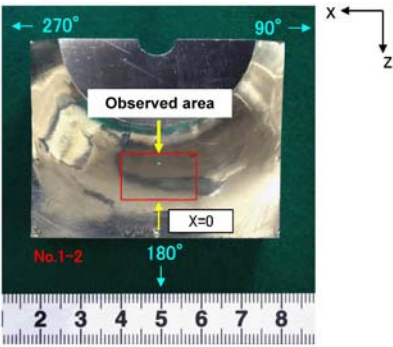 ← 270° 90° →
X
Z
Observed area
X=0
No.1-2
180°
2 3 4 5 6 7 8